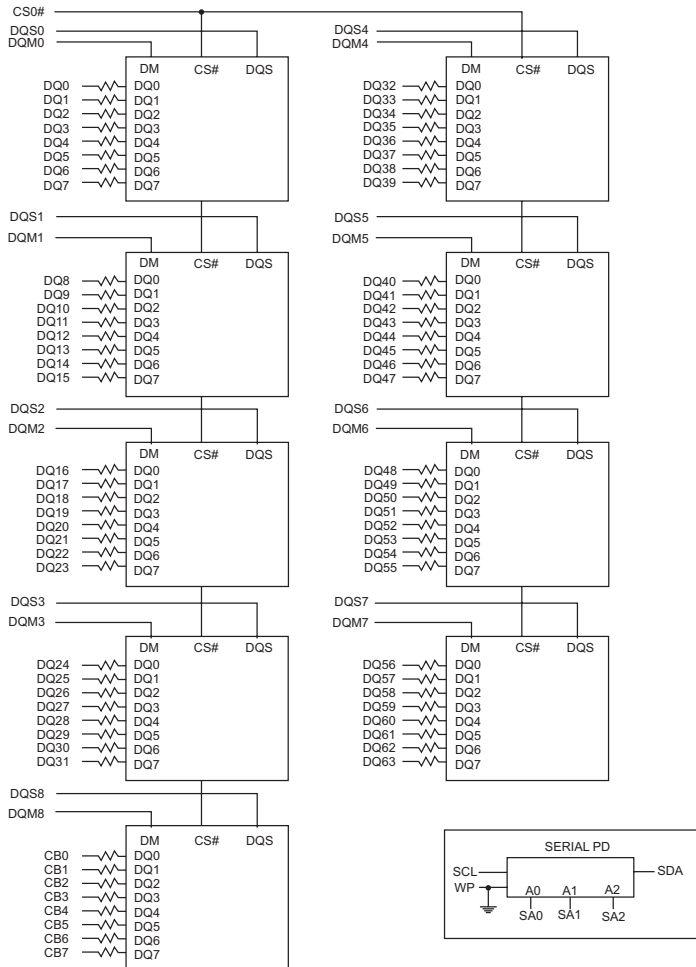 CS0#
DQS0
DQM0
DM CS# DQS
DQ0 DQ0
DQ1 DQ1
DQ2 DQ2
DQ3 DQ3
DQ4 DQ4
DQ5 DQ5
DQ6 DQ6
DQ7 DQ7
DQS1
DQM1
DM CS# DQS
DQ8 DQ0
DQ9 DQ1
DQ10 DQ2
DQ11 DQ3
DQ12 DQ4
DQ13 DQ5
DQ14 DQ6
DQ15 DQ7
DQS2
DQM2
DM CS# DQS
DQ16 DQ0
DQ17 DQ1
DQ18 DQ2
DQ19 DQ3
DQ20 DQ4
DQ21 DQ5
DQ22 DQ6
DQ23 DQ7
DQS3
DQM3
DM CS# DQS
DQ24 DQ0
DQ25 DQ1
DQ26 DQ2
DQ27 DQ3
DQ28 DQ4
DQ29 DQ5
DQ30 DQ6
DQ31 DQ7
DQS8
DQM8
DM CS# DQS
CB0 DQ0
CB1 DQ1
CB2 DQ2
CB3 DQ3
CB4 DQ4
CB5 DQ5
CB6 DQ6
CB7 DQ7
DQS4
DQM4
DM CS# DQS
DQ32 DQ0
DQ33 DQ1
DQ34 DQ2
DQ35 DQ3
DQ36 DQ4
DQ37 DQ5
DQ38 DQ6
DQ39 DQ7
DQS5
DQM5
DM CS# DQS
DQ40 DQ0
DQ41 DQ1
DQ42 DQ2
DQ43 DQ3
DQ44 DQ4
DQ45 DQ5
DQ46 DQ6
DQ47 DQ7
DQS6
DQM6
DM CS# DQS
DQ48 DQ0
DQ49 DQ1
DQ50 DQ2
DQ51 DQ3
DQ52 DQ4
DQ53 DQ5
DQ54 DQ6
DQ55 DQ7
DQS7
DQM7
DM CS# DQS
DQ56 DQ0
DQ57 DQ1
DQ58 DQ2
DQ59 DQ3
DQ60 DQ4
DQ61 DQ5
DQ62 DQ6
DQ63 DQ7
SERIAL PD
SCL SDA
WP
A0 A1 A2
SA0 SA1 SA2